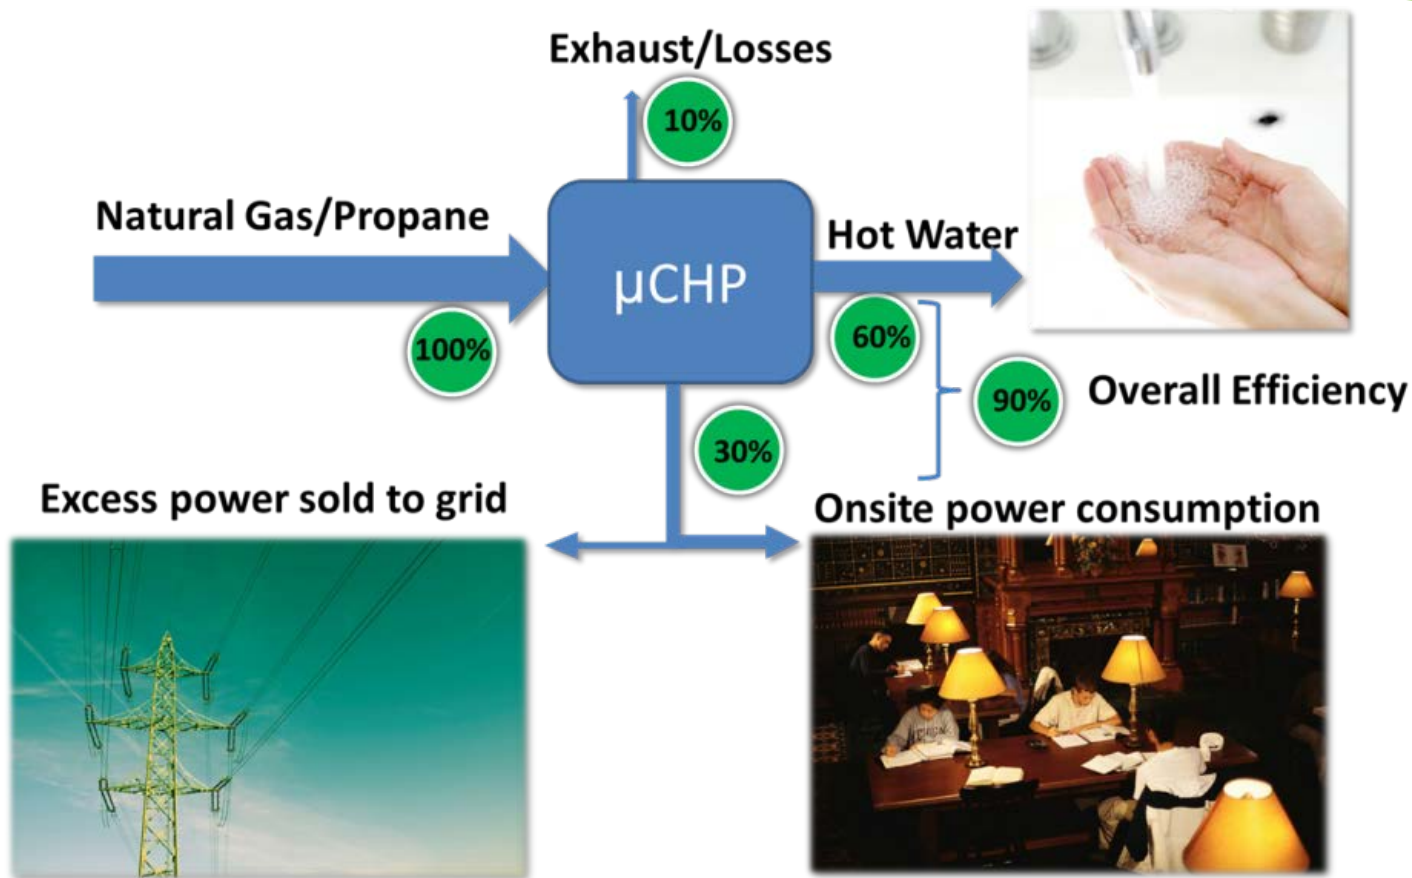 Exhaust/Losses
10%
Natural Gas/Propane
Hot Water
µCHP
100%
60%
90%
Overall Efficiency
30%
Excess power sold to grid
Onsite power consumption